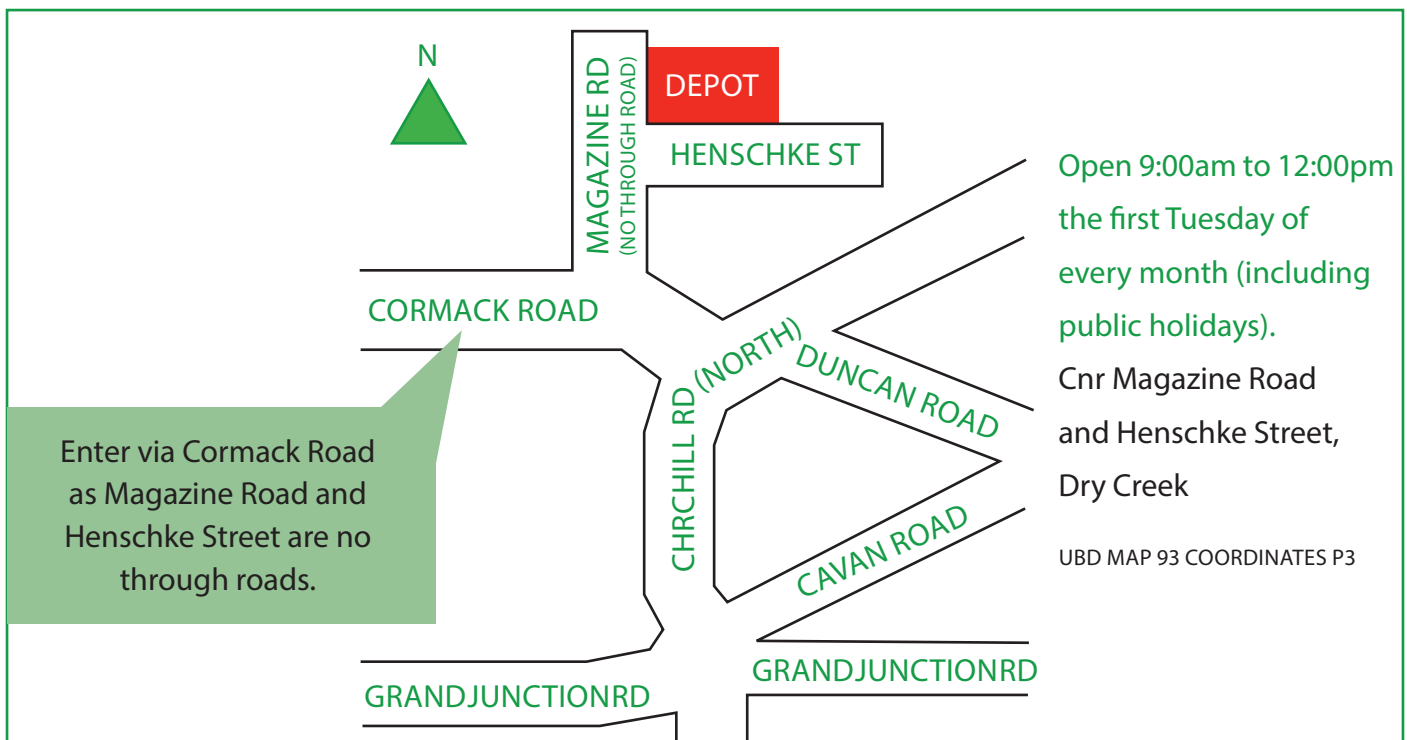 N
MAGAZINE RD
(NO THROUGH ROAD)
DEPOT
HENSCHKE ST
CORMACK ROAD
CHRCHILL RD (NORTH)
DUNCAN ROAD
CAVAN ROAD
GRANDJUNCTIONRD
GRANDJUNCTIONRD
Enter via Cormack Road
as Magazine Road and
Henschke Street are no
through roads.
Open 9:00am to 12:00pm
the first Tuesday of
every month (including
public holidays).
Cnr Magazine Road
and Henschke Street,
Dry Creek
UBD MAP 93 COORDINATES P3